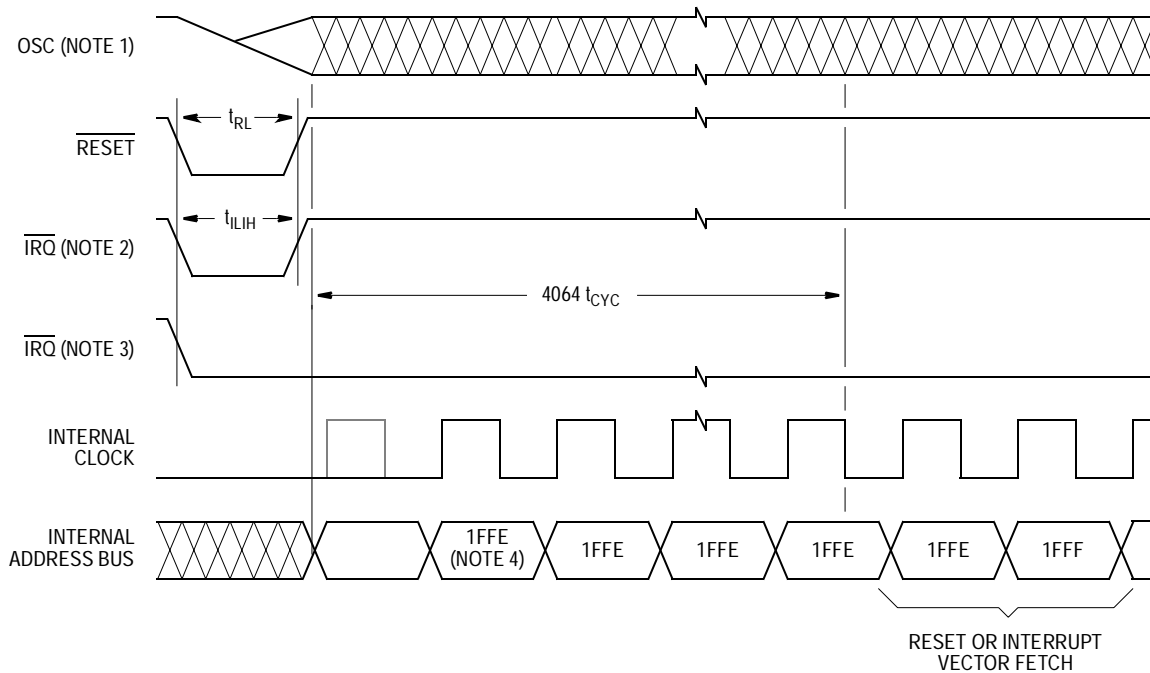 OSC (NOTE 1)
t_RL
RESET
t_ILIH
IRQ (NOTE 2)
4064 t_CYC
IRQ (NOTE 3)
INTERNAL
CLOCK
INTERNAL
ADDRESS BUS
1FFE
(NOTE 4)
1FFE
1FFE
1FFE
1FFE
1FFF
RESET OR INTERRUPT
VECTOR FETCH